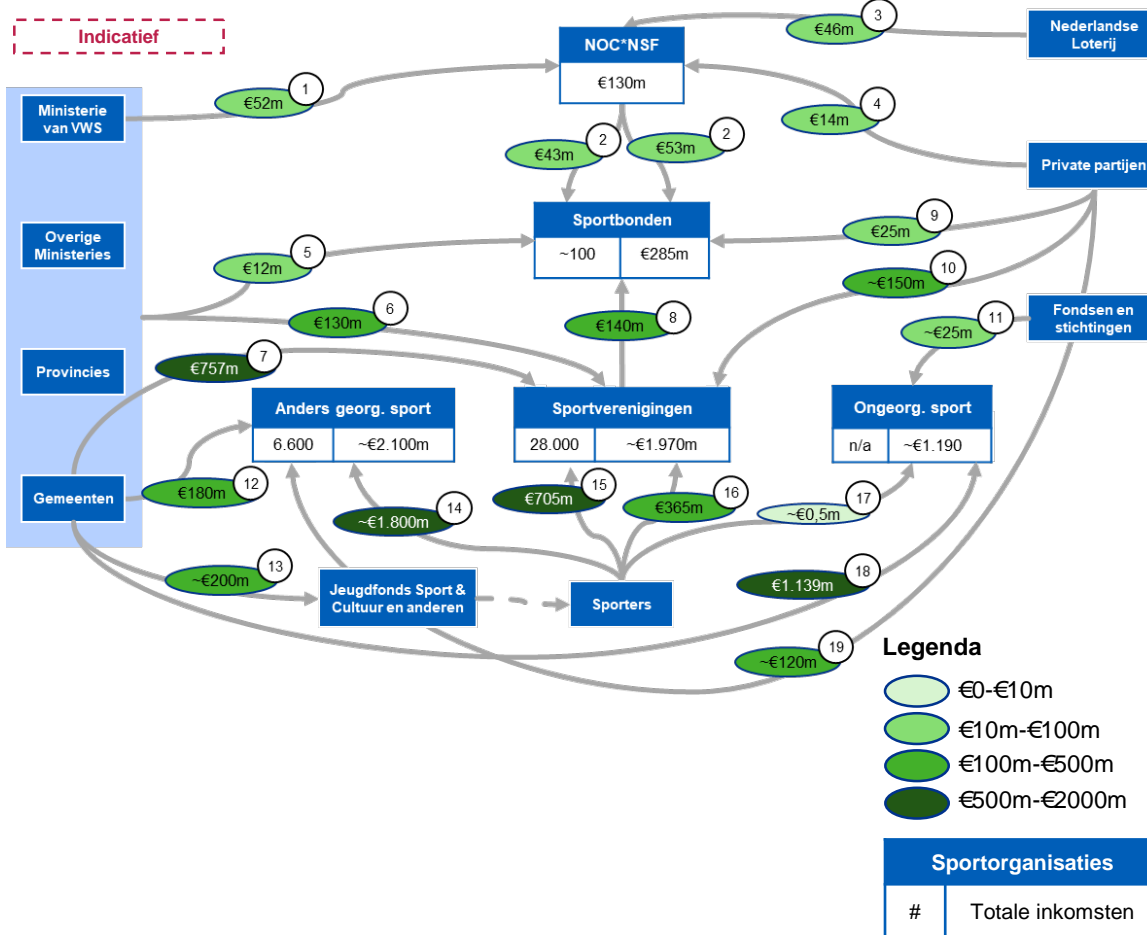 Indicatief
3
€46m
Nederlandse
Loterij
NOC*NSF
€130m
1
€52m
Ministerie
van VWS
4
€14m
2
€43m
2
€53m
Private partijen
Sportbonden
~100
€285m
9
€25m
Overige
Ministeries
5
€12m
10
~€150m
6
€130m
8
€140m
11
~€25m
Fondsen en
stichtingen
7
€757m
Provincies
Anders georg. sport
6.600
~€2.100m
Sportverenigingen
28.000
~€1.970m
Ongeorg. sport
n/a
~€1.190
Gemeenten
12
€180m
15
€705m
16
€365m
17
~€0,5m
14
~€1.800m
13
~€200m
Jeugdfonds Sport &
Cultuur en anderen
Sporters
18
€1.139m
19
~€120m
Legenda
€0-€10m
€10m-€100m
€100m-€500m
€500m-€2000m
Sportorganisaties
#
Totale inkomsten